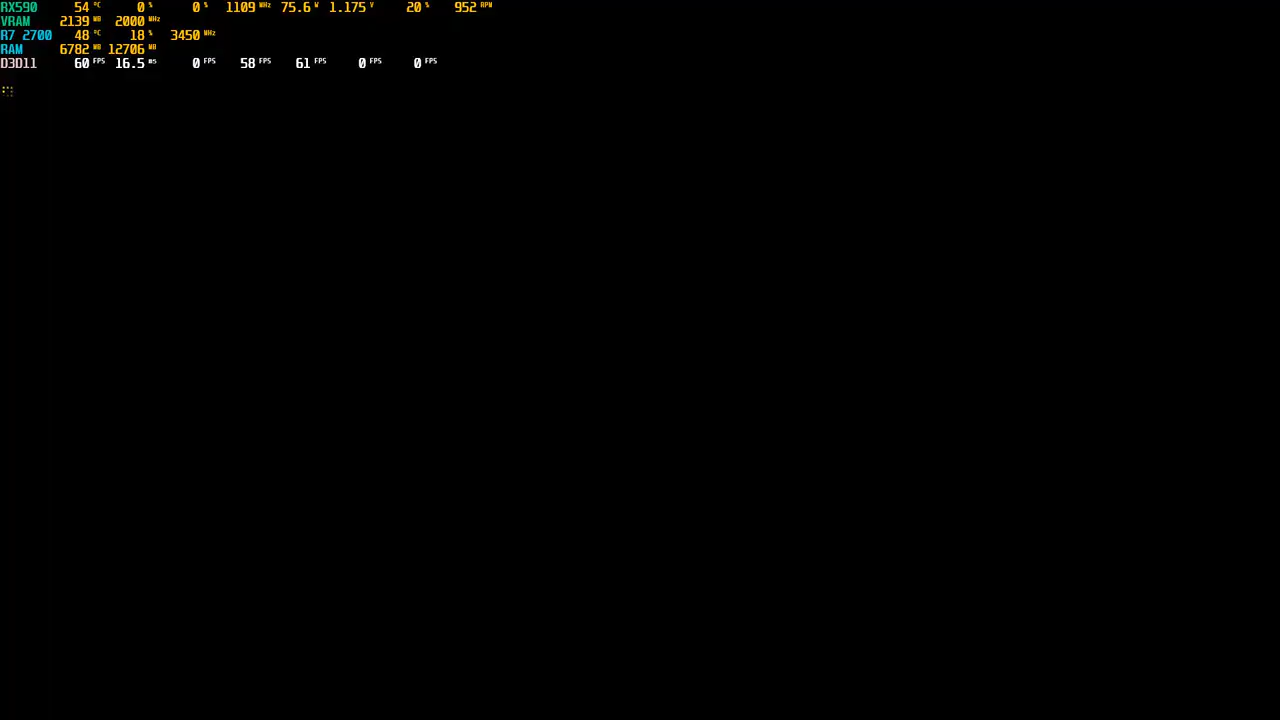 RX590 54 °C 0 % 0 % 1109 MHz 75.6 W 1.175 V 20 % 952 RPM
VRAM 2139 MB 2000 MHz
R7 2700 48 °C 18 % 3450 MHz
RAM 6782 MB 12706 MB
D3D11 60 FPS 16.5 ms 0 FPS 58 FPS 61 FPS 0 FPS 0 FPS